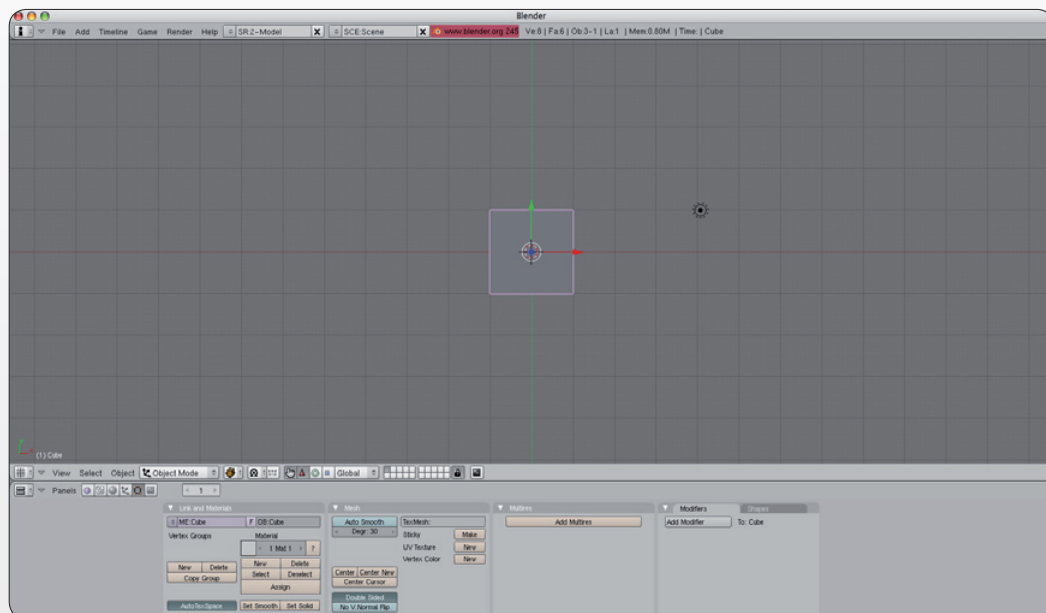 Blender
File Add Timeline Game Render Help SR:2-Model X SCE:Scene X www.blender.org 245 Ve:8 | Fa:6 | Ob:3-1 | La:1 | Mem:0.80M | Time: | Cube
(1) Cube
View Select Object Object Mode Global
Panels 1
Link and Materials Mesh Multires Modifiers Shapes
ME:Cube F OB:Cube Auto Smooth TexMesh: Add Multires Add Modifier To: Cube
Vertex Groups Material Degr: 30 Sticky Make
1 Mat 1 ? UV Texture New
Vertex Color New
New Delete New Delete
Copy Group Select Deselect Center Center New
Assign Center Cursor
Double Sided
AutoTexSpace Set Smooth Set Solid No V.Normal Flip